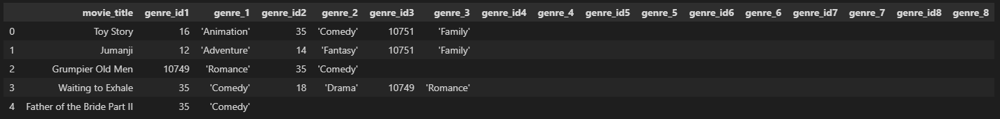 movie_title genre_id1 genre_1 genre_id2 genre_2 genre_id3 genre_3 genre_id4 genre_4 genre_id5 genre_5 genre_id6 genre_6 genre_id7 genre_7 genre_id8 genre_8
0 Toy Story 16 'Animation' 35 'Comedy' 10751 'Family'
1 Jumanji 12 'Adventure' 14 'Fantasy' 10751 'Family'
2 Grumpier Old Men 10749 'Romance' 35 'Comedy'
3 Waiting to Exhale 35 'Comedy' 18 'Drama' 10749 'Romance'
4 Father of the Bride Part II 35 'Comedy'